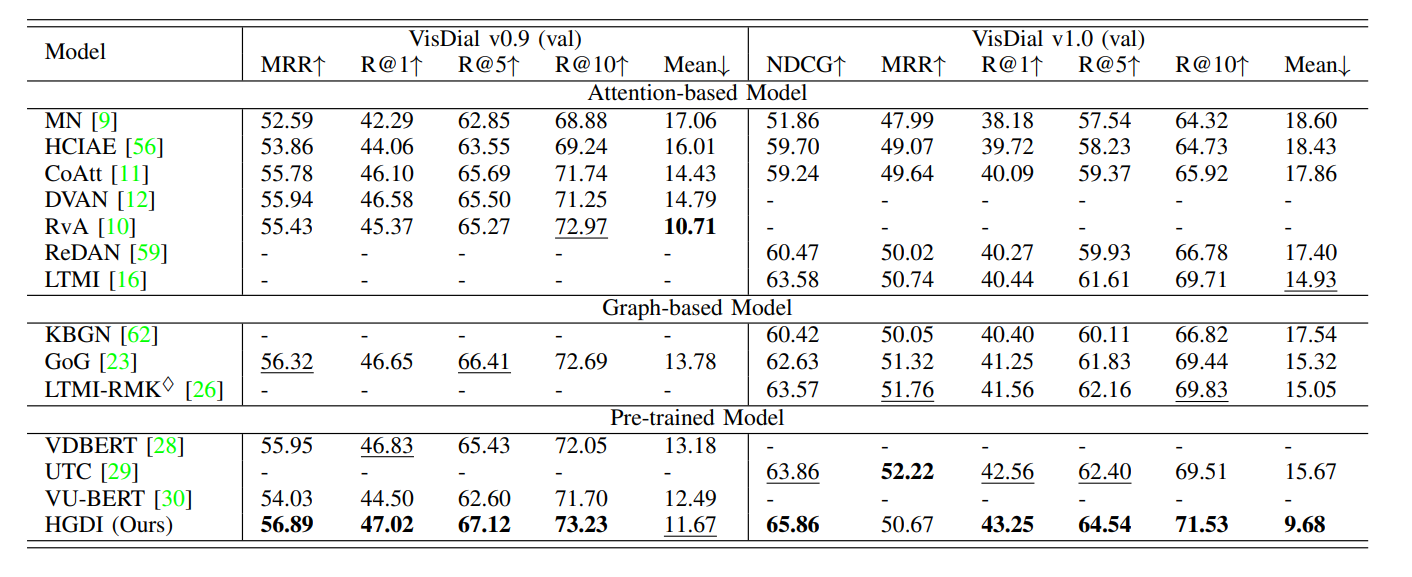 Model VisDial v0.9 (val) VisDial v1.0 (val)
MRR↑ R@1↑ R@5↑ R@10↑ Mean↓ NDCG↑ MRR↑ R@1↑ R@5↑ R@10↑ Mean↓
Attention-based Model
MN [9] 52.59 42.29 62.85 68.88 17.06 51.86 47.99 38.18 57.54 64.32 18.60
HCIAE [56] 53.86 44.06 63.55 69.24 16.01 59.70 49.07 39.72 58.23 64.73 18.43
CoAtt [11] 55.78 46.10 65.69 71.74 14.43 59.24 49.64 40.09 59.37 65.92 17.86
DVAN [12] 55.94 46.58 65.50 71.25 14.79 - - - - - -
RvA [10] 55.43 45.37 65.27 72.97 10.71 - - - - - -
ReDAN [59] - - - - - 60.47 50.02 40.27 59.93 66.78 17.40
LTMI [16] - - - - - 63.58 50.74 40.44 61.61 69.71 14.93
Graph-based Model
KBGN [62] - - - - - 60.42 50.05 40.40 60.11 66.82 17.54
GoG [23] 56.32 46.65 66.41 72.69 13.78 62.63 51.32 41.25 61.83 69.44 15.32
LTMI-RMK◊ [26] - - - - - 63.57 51.76 41.56 62.16 69.83 15.05
Pre-trained Model
VDBERT [28] 55.95 46.83 65.43 72.05 13.18 - - - - - -
UTC [29] - - - - - 63.86 52.22 42.56 62.40 69.51 15.67
VU-BERT [30] 54.03 44.50 62.60 71.70 12.49 - - - - - -
HGDI (Ours) 56.89 47.02 67.12 73.23 11.67 65.86 50.67 43.25 64.54 71.53 9.68